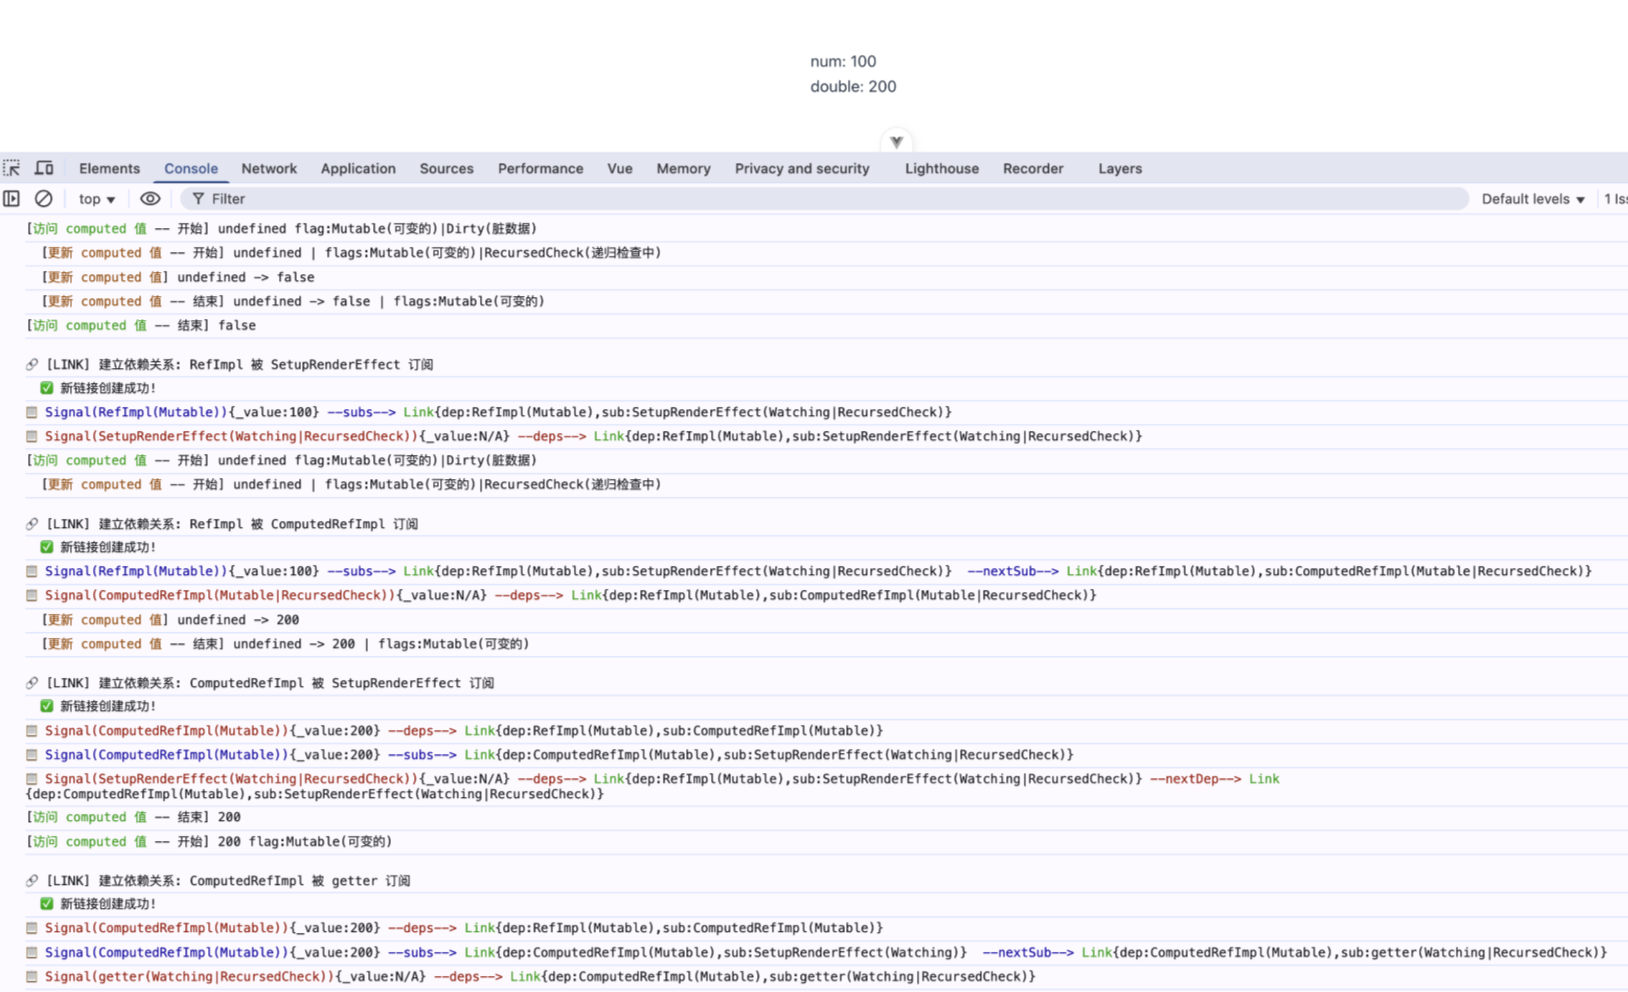 num: 100
double: 200
Elements Console Network Application Sources Performance Vue Memory Privacy and security Lighthouse Recorder Layers
top Filter Default levels 1
[访问 computed 值 -- 开始] undefined flag:Mutable(可变的)|Dirty(脏数据)
[更新 computed 值 -- 开始] undefined | flags:Mutable(可变的)|RecursedCheck(递归检查中)
[更新 computed 值] undefined -> false
[更新 computed 值 -- 结束] undefined -> false | flags:Mutable(可变的)
[访问 computed 值 -- 结束] false
🔗 [LINK] 建立依赖关系: RefImpl 被 SetupRenderEffect 订阅
✅ 新链接创建成功!
Signal(RefImpl(Mutable)){_value:100} --subs--> Link{dep:RefImpl(Mutable),sub:SetupRenderEffect(Watching|RecursedCheck)}
Signal(SetupRenderEffect(Watching|RecursedCheck)){_value:N/A} --deps--> Link{dep:RefImpl(Mutable),sub:SetupRenderEffect(Watching|RecursedCheck)}
[访问 computed 值 -- 开始] undefined flag:Mutable(可变的)|Dirty(脏数据)
[更新 computed 值 -- 开始] undefined | flags:Mutable(可变的)|RecursedCheck(递归检查中)
🔗 [LINK] 建立依赖关系: RefImpl 被 ComputedRefImpl 订阅
✅ 新链接创建成功!
Signal(RefImpl(Mutable)){_value:100} --subs--> Link{dep:RefImpl(Mutable),sub:SetupRenderEffect(Watching|RecursedCheck)} --nextSub--> Link{dep:RefImpl(Mutable),sub:ComputedRefImpl(Mutable|RecursedCheck)}
Signal(ComputedRefImpl(Mutable|RecursedCheck)){_value:N/A} --deps--> Link{dep:RefImpl(Mutable),sub:ComputedRefImpl(Mutable|RecursedCheck)}
[更新 computed 值] undefined -> 200
[更新 computed 值 -- 结束] undefined -> 200 | flags:Mutable(可变的)
🔗 [LINK] 建立依赖关系: ComputedRefImpl 被 SetupRenderEffect 订阅
✅ 新链接创建成功!
Signal(ComputedRefImpl(Mutable)){_value:200} --deps--> Link{dep:RefImpl(Mutable),sub:ComputedRefImpl(Mutable)}
Signal(ComputedRefImpl(Mutable)){_value:200} --subs--> Link{dep:ComputedRefImpl(Mutable),sub:SetupRenderEffect(Watching|RecursedCheck)}
Signal(SetupRenderEffect(Watching|RecursedCheck)){_value:N/A} --deps--> Link{dep:RefImpl(Mutable),sub:SetupRenderEffect(Watching|RecursedCheck)} --nextDep--> Link
{dep:ComputedRefImpl(Mutable),sub:SetupRenderEffect(Watching|RecursedCheck)}
[访问 computed 值 -- 结束] 200
[访问 computed 值 -- 开始] 200 flag:Mutable(可变的)
🔗 [LINK] 建立依赖关系: ComputedRefImpl 被 getter 订阅
✅ 新链接创建成功!
Signal(ComputedRefImpl(Mutable)){_value:200} --deps--> Link{dep:RefImpl(Mutable),sub:ComputedRefImpl(Mutable)}
Signal(ComputedRefImpl(Mutable)){_value:200} --subs--> Link{dep:ComputedRefImpl(Mutable),sub:SetupRenderEffect(Watching)} --nextSub--> Link{dep:ComputedRefImpl(Mutable),sub:getter(Watching|RecursedCheck)}
Signal(getter(Watching|RecursedCheck)){_value:N/A} --deps--> Link{dep:ComputedRefImpl(Mutable),sub:getter(Watching|RecursedCheck)}